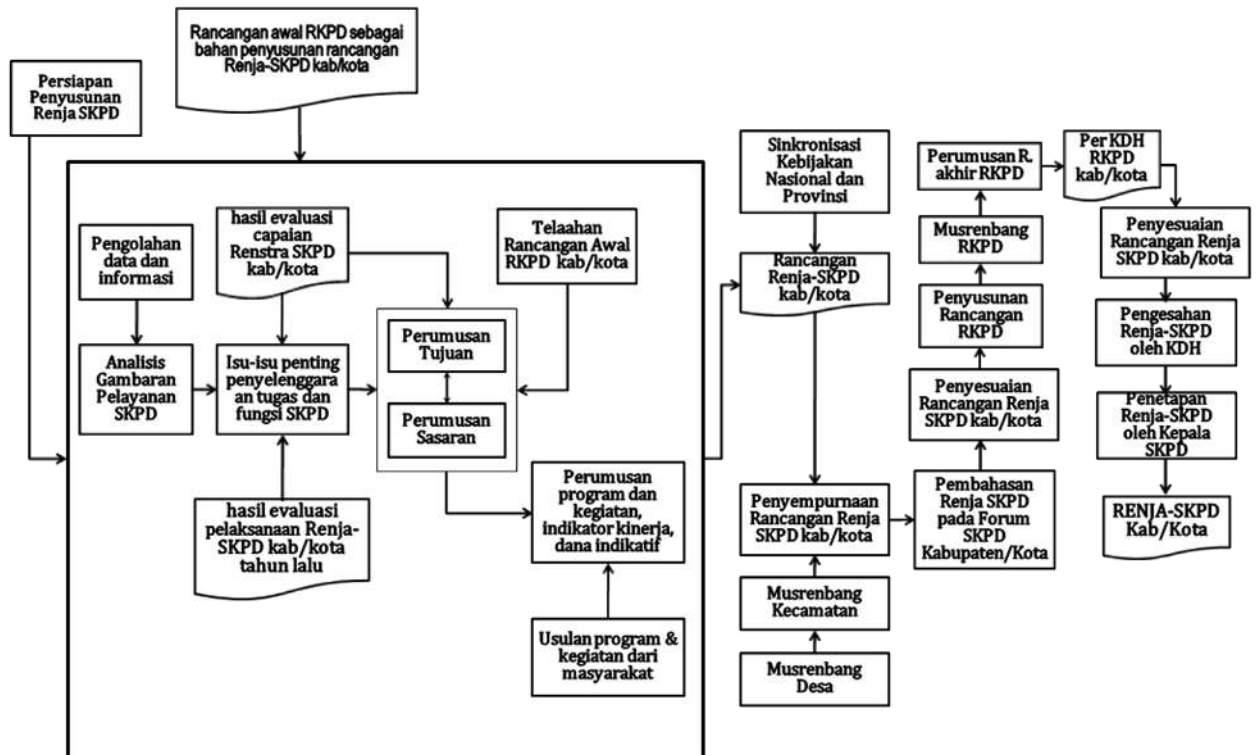 Rancangan awal RKPD sebagai
bahan penyusunan rancangan
Renja-SKPD kab/kota
Persiapan
Penyusunan
Renja SKPD
Pengolahan
data dan
informasi
hasil evaluasi
capaian
Renstra SKPD
kab/kota
Telaahan
Rancangan Awal
RKPD kab/kota
Analisis
Gambaran
Pelayanan
SKPD
Isu-isu penting
penyelenggara
an tugas dan
fungsi SKPD
Perumusan
Tujuan
Perumusan
Sasaran
hasil evaluasi
pelaksanaan Renja-
SKPD kab/kota
tahun lalu
Perumusan
program dan
kegiatan,
indikator kinerja,
dana indikatif
Usulan program &
kegiatan dari
masyarakat
Sinkronisasi
Kebijakan
Nasional dan
Provinsi
Rancangan
Renja-SKPD
kab/kota
Penyempurnaan
Rancangan Renja
SKPD kab/kota
Musrenbang
Kecamatan
Musrenbang
Desa
Perumusan R.
akhir RKPD
Musrenbang
RKPD
Penyusunan
Rancangan
RKPD
Penyesuaian
Rancangan Renja
SKPD kab/kota
Pembahasan
Renja SKPD
pada Forum
SKPD
Kabupaten/Kota
Per KDH
RKPD
kab/kota
Penyesuaian
Rancangan Renja
SKPD kab/kota
Pengesahan
Renja-SKPD
oleh KDH
Penetapan
Renja-SKPD
oleh Kepala
SKPD
RENJA-SKPD
Kab/Kota